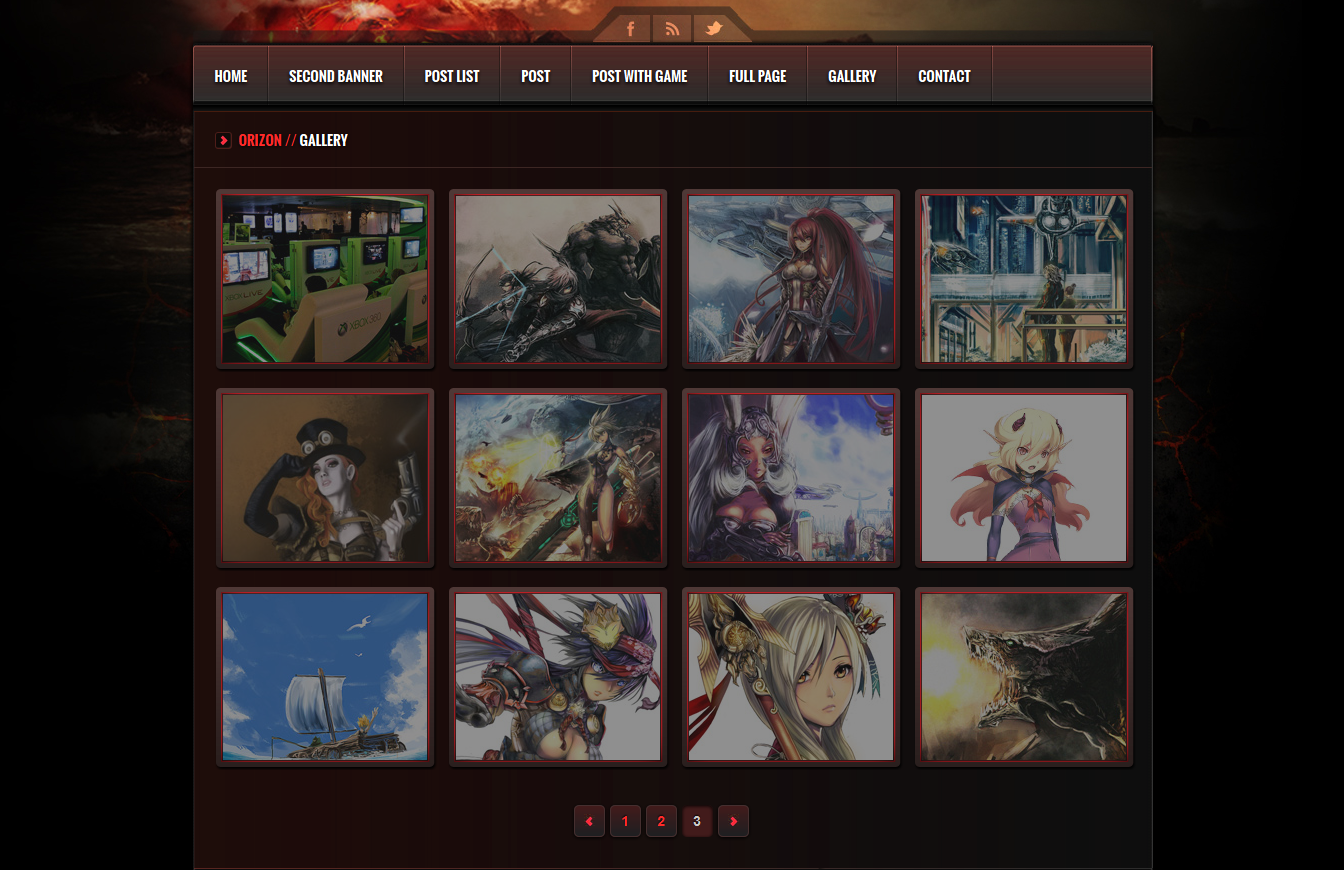 HOME SECOND BANNER POST LIST POST POST WITH GAME FULL PAGE GALLERY CONTACT
ORIZON // GALLERY
XBOX LIVE
XBOX 360
1 2 3